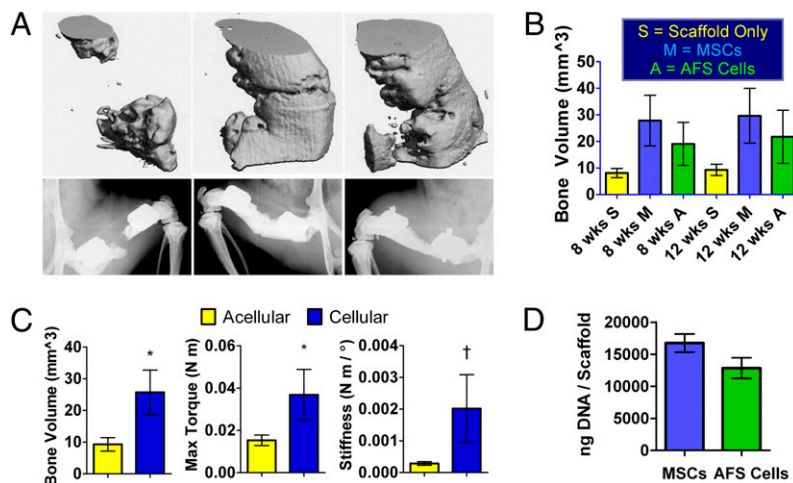 A
B
S = Scaffold Only
M = MSCs
A = AFS Cells
Bone Volume (mm^3)
50
40
30
20
10
0
8 wks S
8 wks M
8 wks A
12 wks S
12 wks M
12 wks A
C
Acellular
Cellular
Bone Volume (mm^3)
40
30
20
10
0
*
Max Torque (N m)
0.06
0.04
0.02
0.00
*
Stiffness (N m / °)
0.004
0.003
0.002
0.001
0.000
†
D
ng DNA / Scaffold
20000
15000
10000
5000
0
MSCs AFS Cells